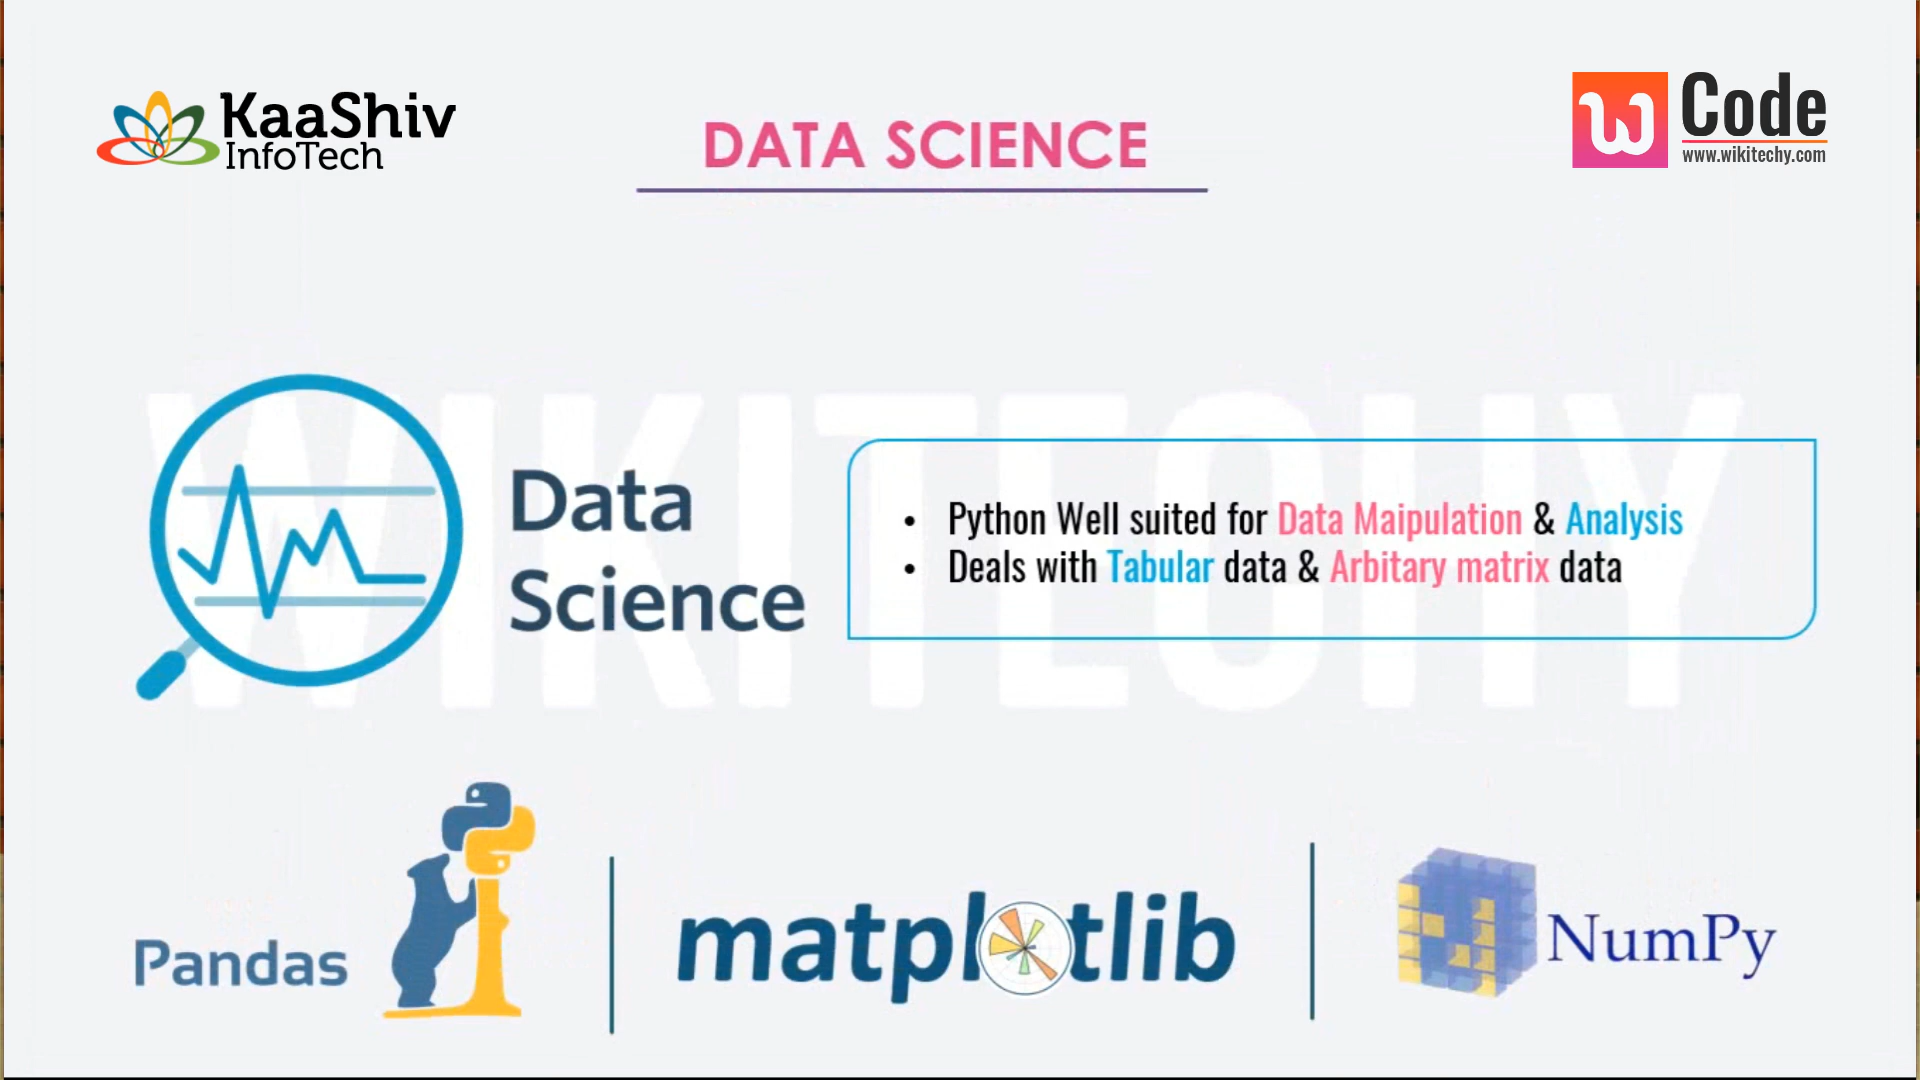 KaaShiv
InfoTech
DATA SCIENCE
W Code
www.wikitechy.com
WIKITECHY
Data
Science
• Python Well suited for Data Maipulation & Analysis
• Deals with Tabular data & Arbitary matrix data
Pandas
matplotlib
NumPy